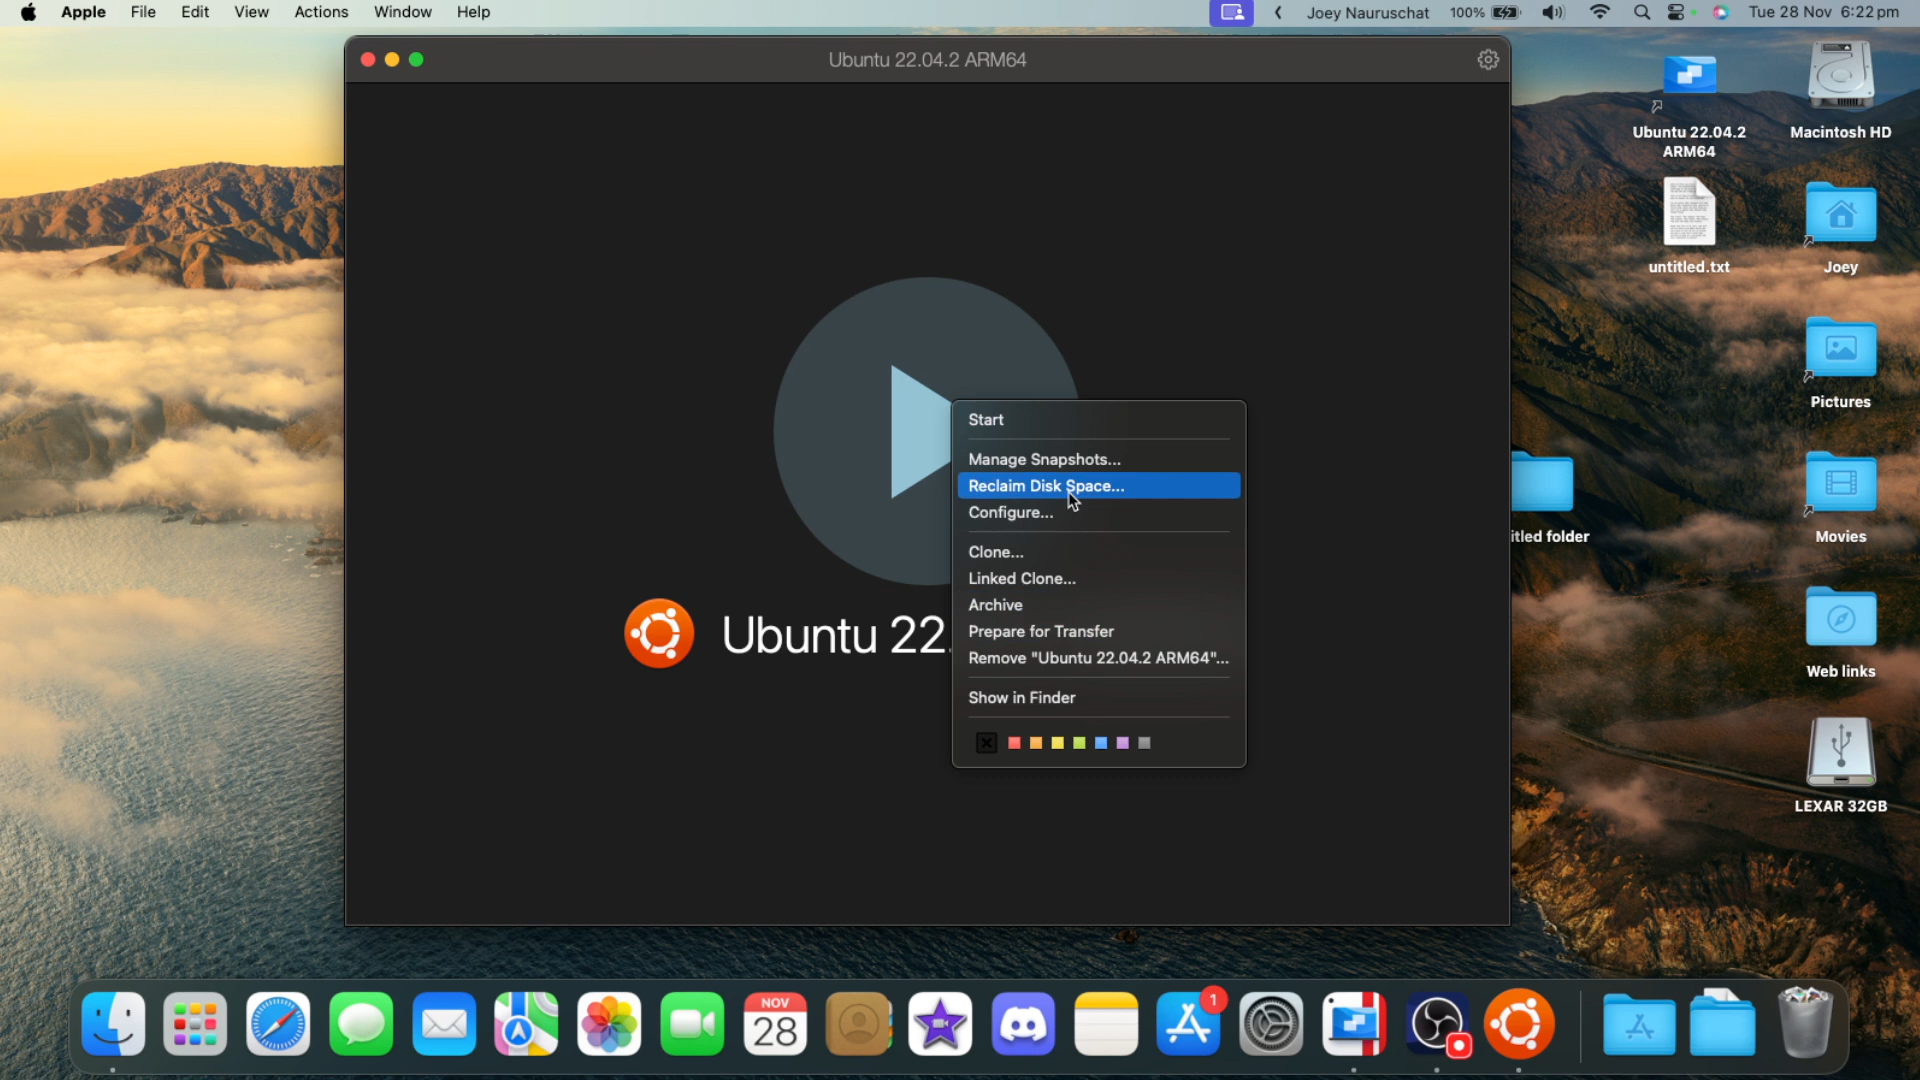 Apple File Edit View Actions Window Help
Joey Nauruschat 100% Tue 28 Nov 6:22 pm
Ubuntu 22.04.2 ARM64
Ubuntu 22.04.2
ARM64
Macintosh HD
untitled.txt
Joey
Pictures
itled folder
Movies
Web links
LEXAR 32GB
Ubuntu 22.
Start
Manage Snapshots...
Reclaim Disk Space...
Configure...
Clone...
Linked Clone...
Archive
Prepare for Transfer
Remove "Ubuntu 22.04.2 ARM64"...
Show in Finder
NOV
28
1